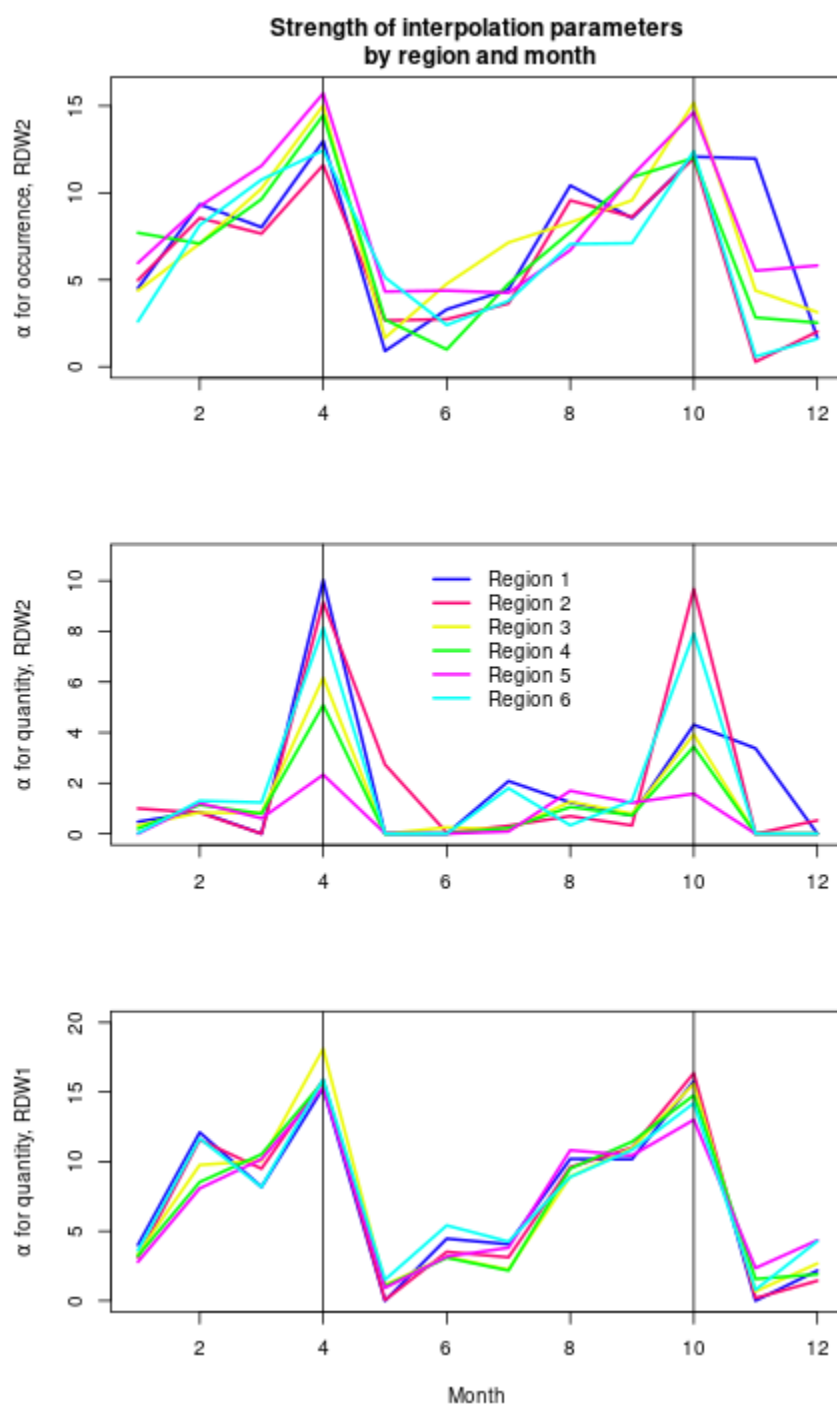 Strength of interpolation parameters
by region and month
α for occurrence, RDW2
15
10
5
0
2 4 6 8 10 12
α for quantity, RDW2
10
8
6
4
2
0
Region 1
Region 2
Region 3
Region 4
Region 5
Region 6
2 4 6 8 10 12
α for quantity, RDW1
20
15
10
5
0
2 4 6 8 10 12
Month